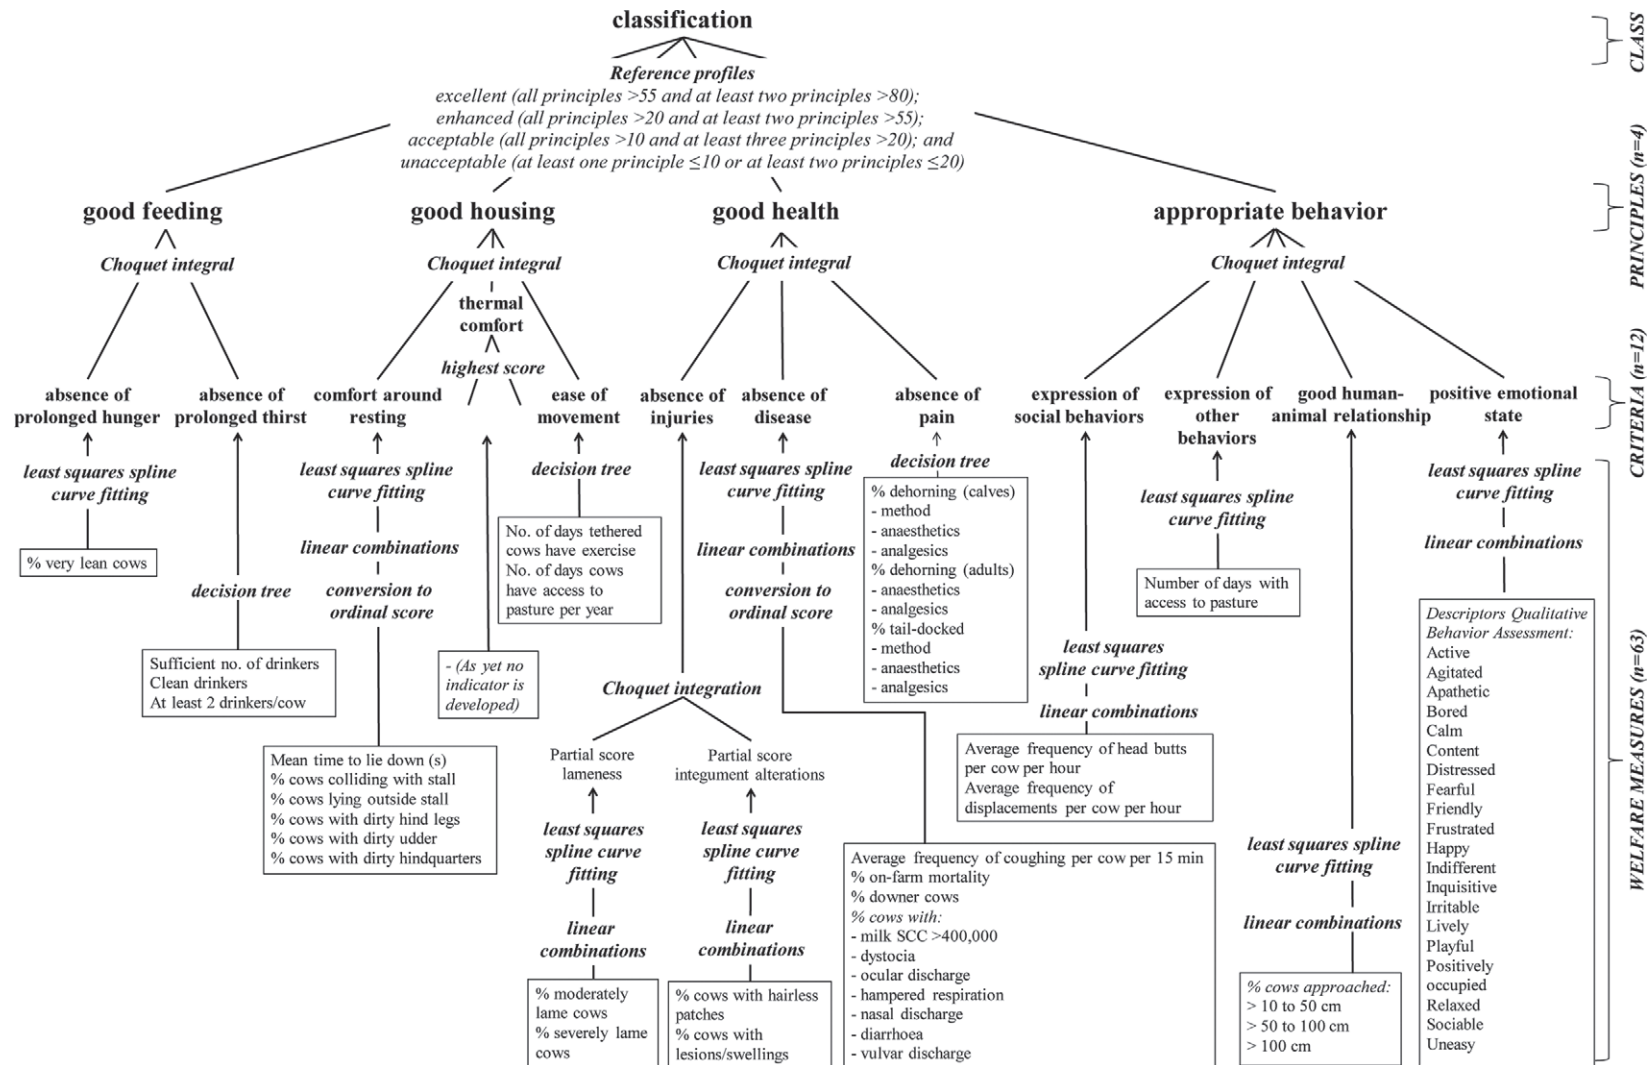 classification
Reference profiles
excellent (all principles >55 and at least two principles >80);
enhanced (all principles >20 and at least two principles >55);
acceptable (all principles >10 and at least three principles >20); and
unacceptable (at least one principle ≤10 or at least two principles ≤20)
CLASS
good feeding
good housing
good health
appropriate behavior
PRINCIPLES (n=4)
Choquet integral
Choquet integral
Choquet integral
Choquet integral
thermal
comfort
highest score
absence of
prolonged hunger
absence of
prolonged thirst
comfort around
resting
ease of
movement
absence of
injuries
absence of
disease
absence of
pain
expression of
social behaviors
expression of
other
behaviors
good human-
animal relationship
positive emotional
state
CRITERIA (n=12)
least squares spline
curve fitting
% very lean cows
decision tree
Sufficient no. of drinkers
Clean drinkers
At least 2 drinkers/cow
least squares spline
curve fitting
linear combinations
conversion to
ordinal score
Mean time to lie down (s)
% cows colliding with stall
% cows lying outside stall
% cows with dirty hind legs
% cows with dirty udder
% cows with dirty hindquarters
- (As yet no
indicator is
developed)
decision tree
No. of days tethered
cows have exercise
No. of days cows
have access to
pasture per year
Choquet integration
Partial score
lameness
least squares
spline curve
fitting
linear
combinations
% moderately
lame cows
% severely lame
cows
Partial score
integument alterations
least squares
spline curve
fitting
linear
combinations
% cows with hairless
patches
% cows with
lesions/swellings
least squares spline
curve fitting
linear combinations
conversion to
ordinal score
Average frequency of coughing per cow per 15 min
% on-farm mortality
% downer cows
% cows with:
- milk SCC >400,000
- dystocia
- ocular discharge
- hampered respiration
- nasal discharge
- diarrhoea
- vulvar discharge
decision tree
% dehorning (calves)
- method
- anaesthetics
- analgesics
% dehorning (adults)
- anaesthetics
- analgesics
% tail-docked
- method
- anaesthetics
- analgesics
least squares
spline curve fitting
linear combinations
Average frequency of head butts
per cow per hour
Average frequency of
displacements per cow per hour
least squares spline
curve fitting
Number of days with
access to pasture
least squares spline
curve fitting
linear combinations
% cows approached:
> 10 to 50 cm
> 50 to 100 cm
> 100 cm
least squares spline
curve fitting
linear combinations
Descriptors Qualitative
Behavior Assessment:
Active
Agitated
Apathetic
Bored
Calm
Content
Distressed
Fearful
Friendly
Frustrated
Happy
Indifferent
Inquisitive
Irritable
Lively
Playful
Positively
occupied
Relaxed
Sociable
Uneasy
WELFARE MEASURES (n=63)